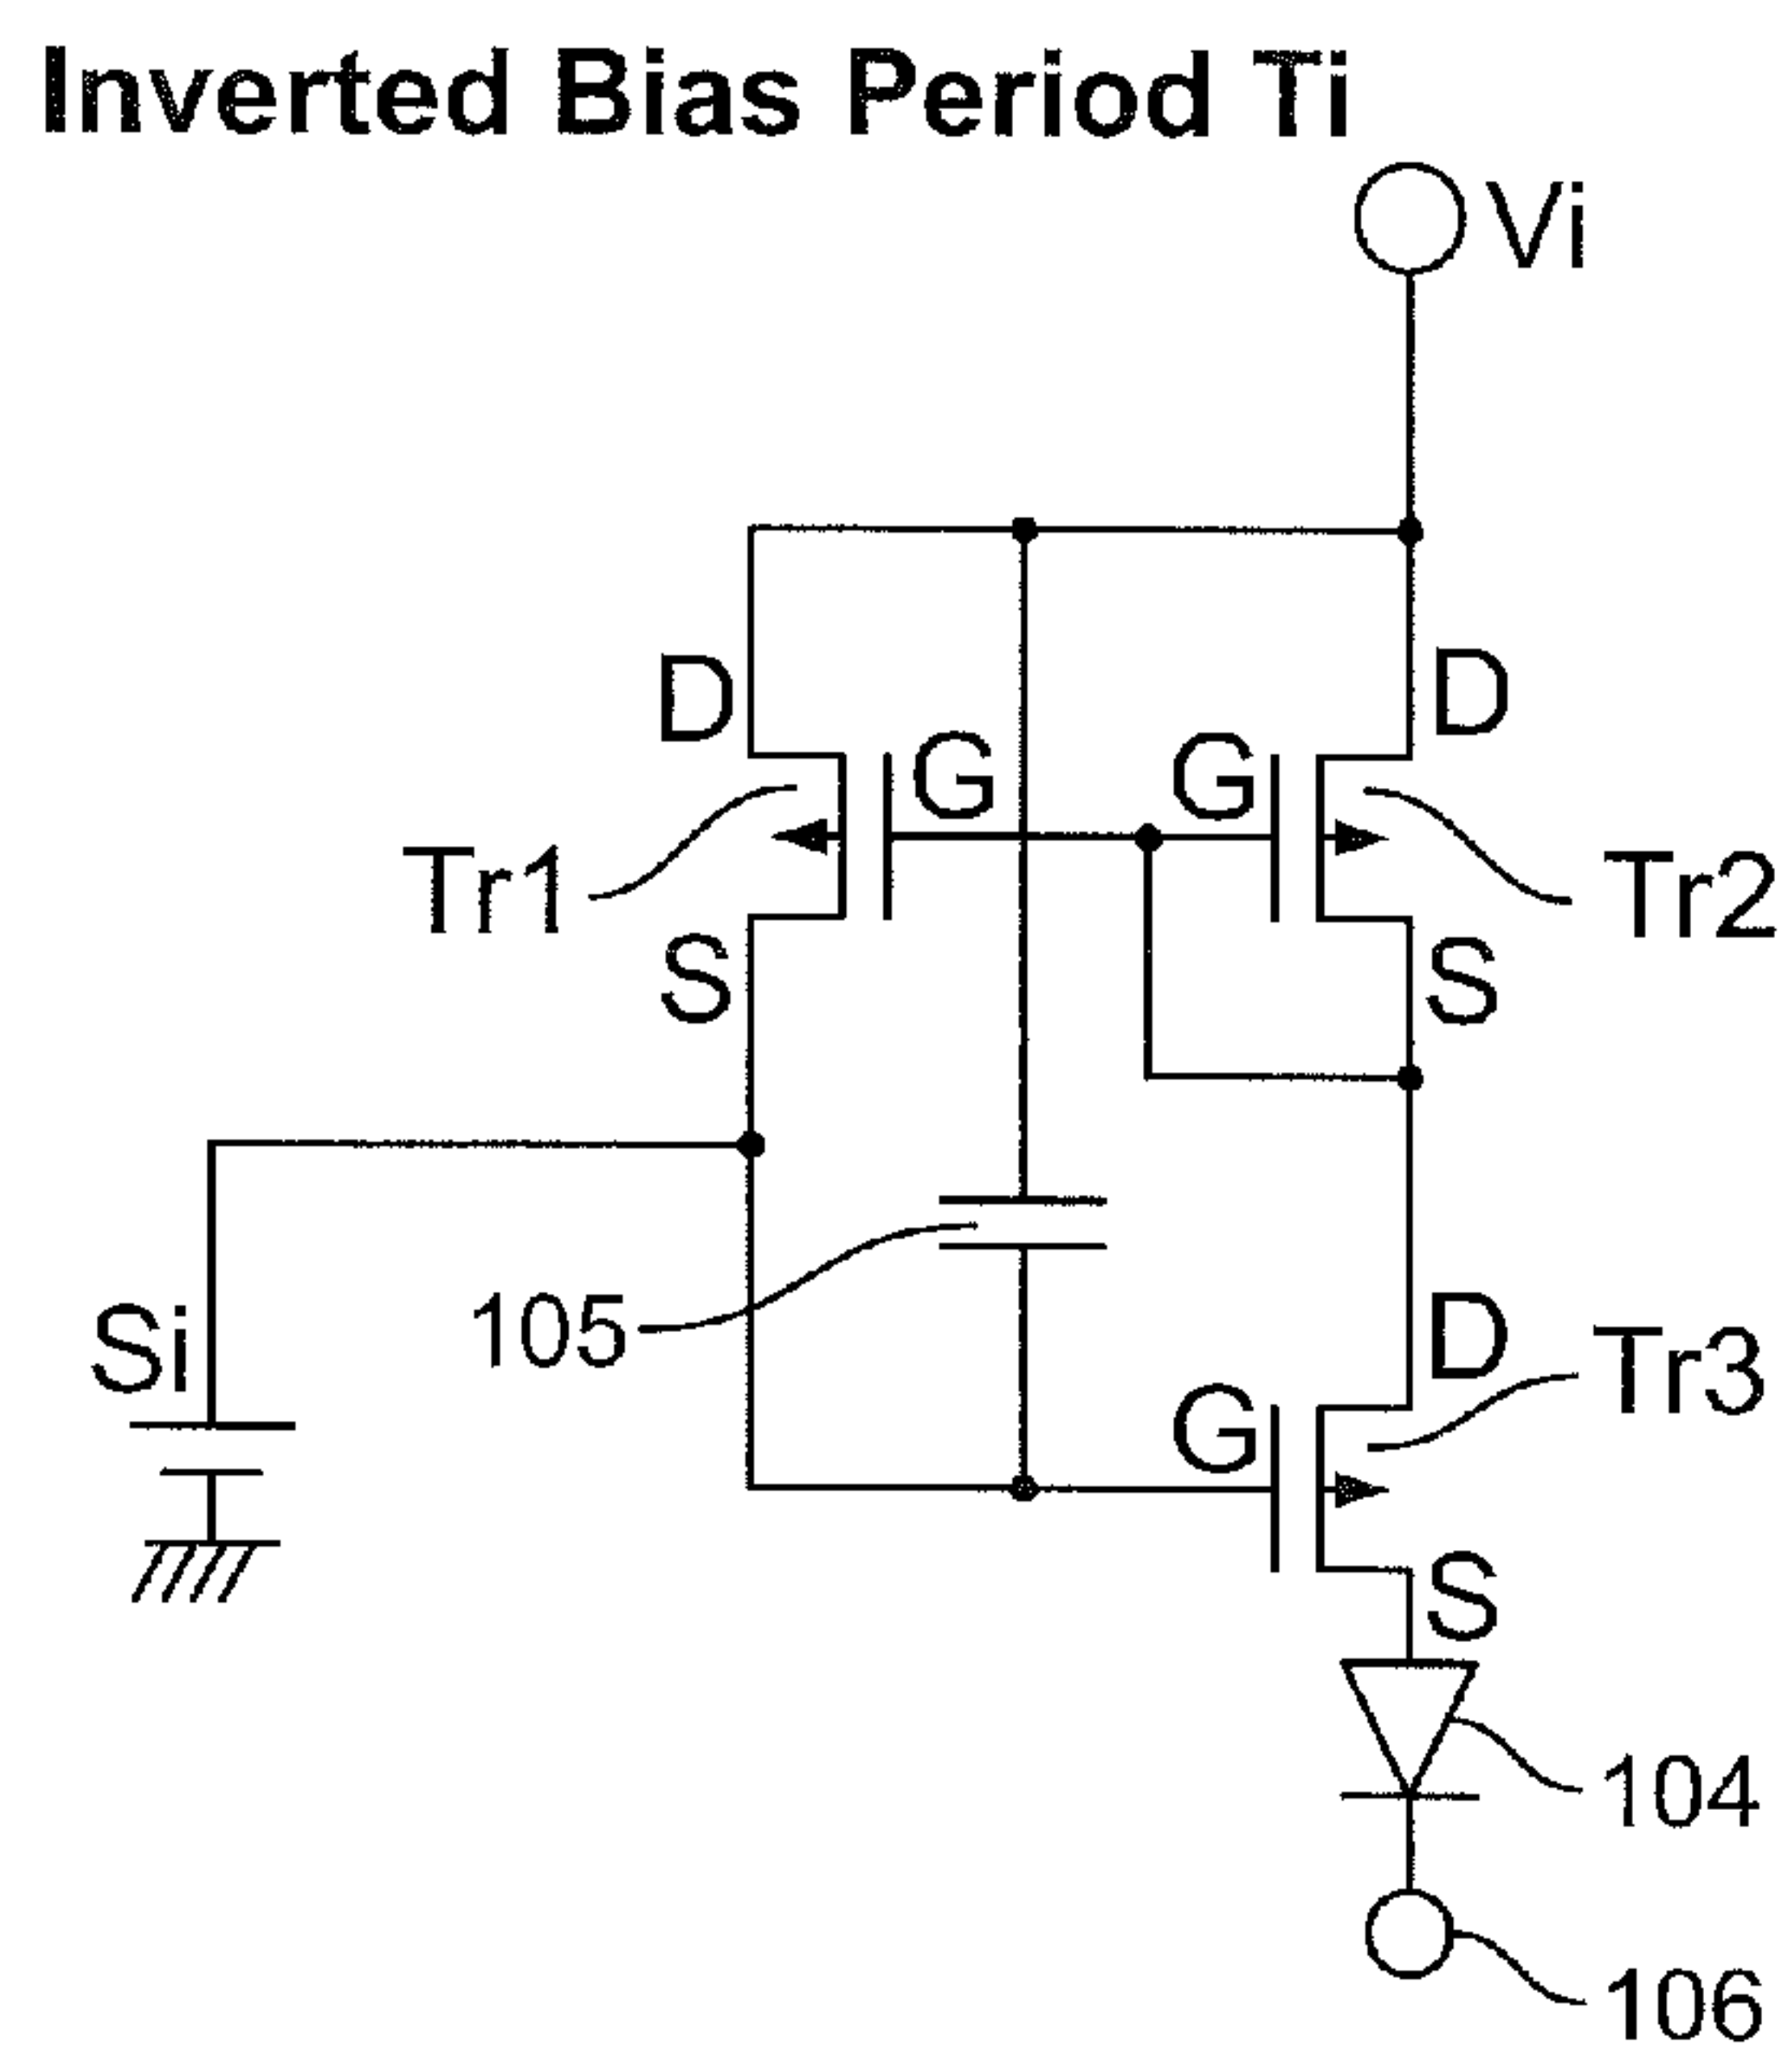 Inverted Bias Period Ti
Vi
D
D
G
G
Tr1
Tr2
S
S
Si
105
D
Tr3
G
S
104
106